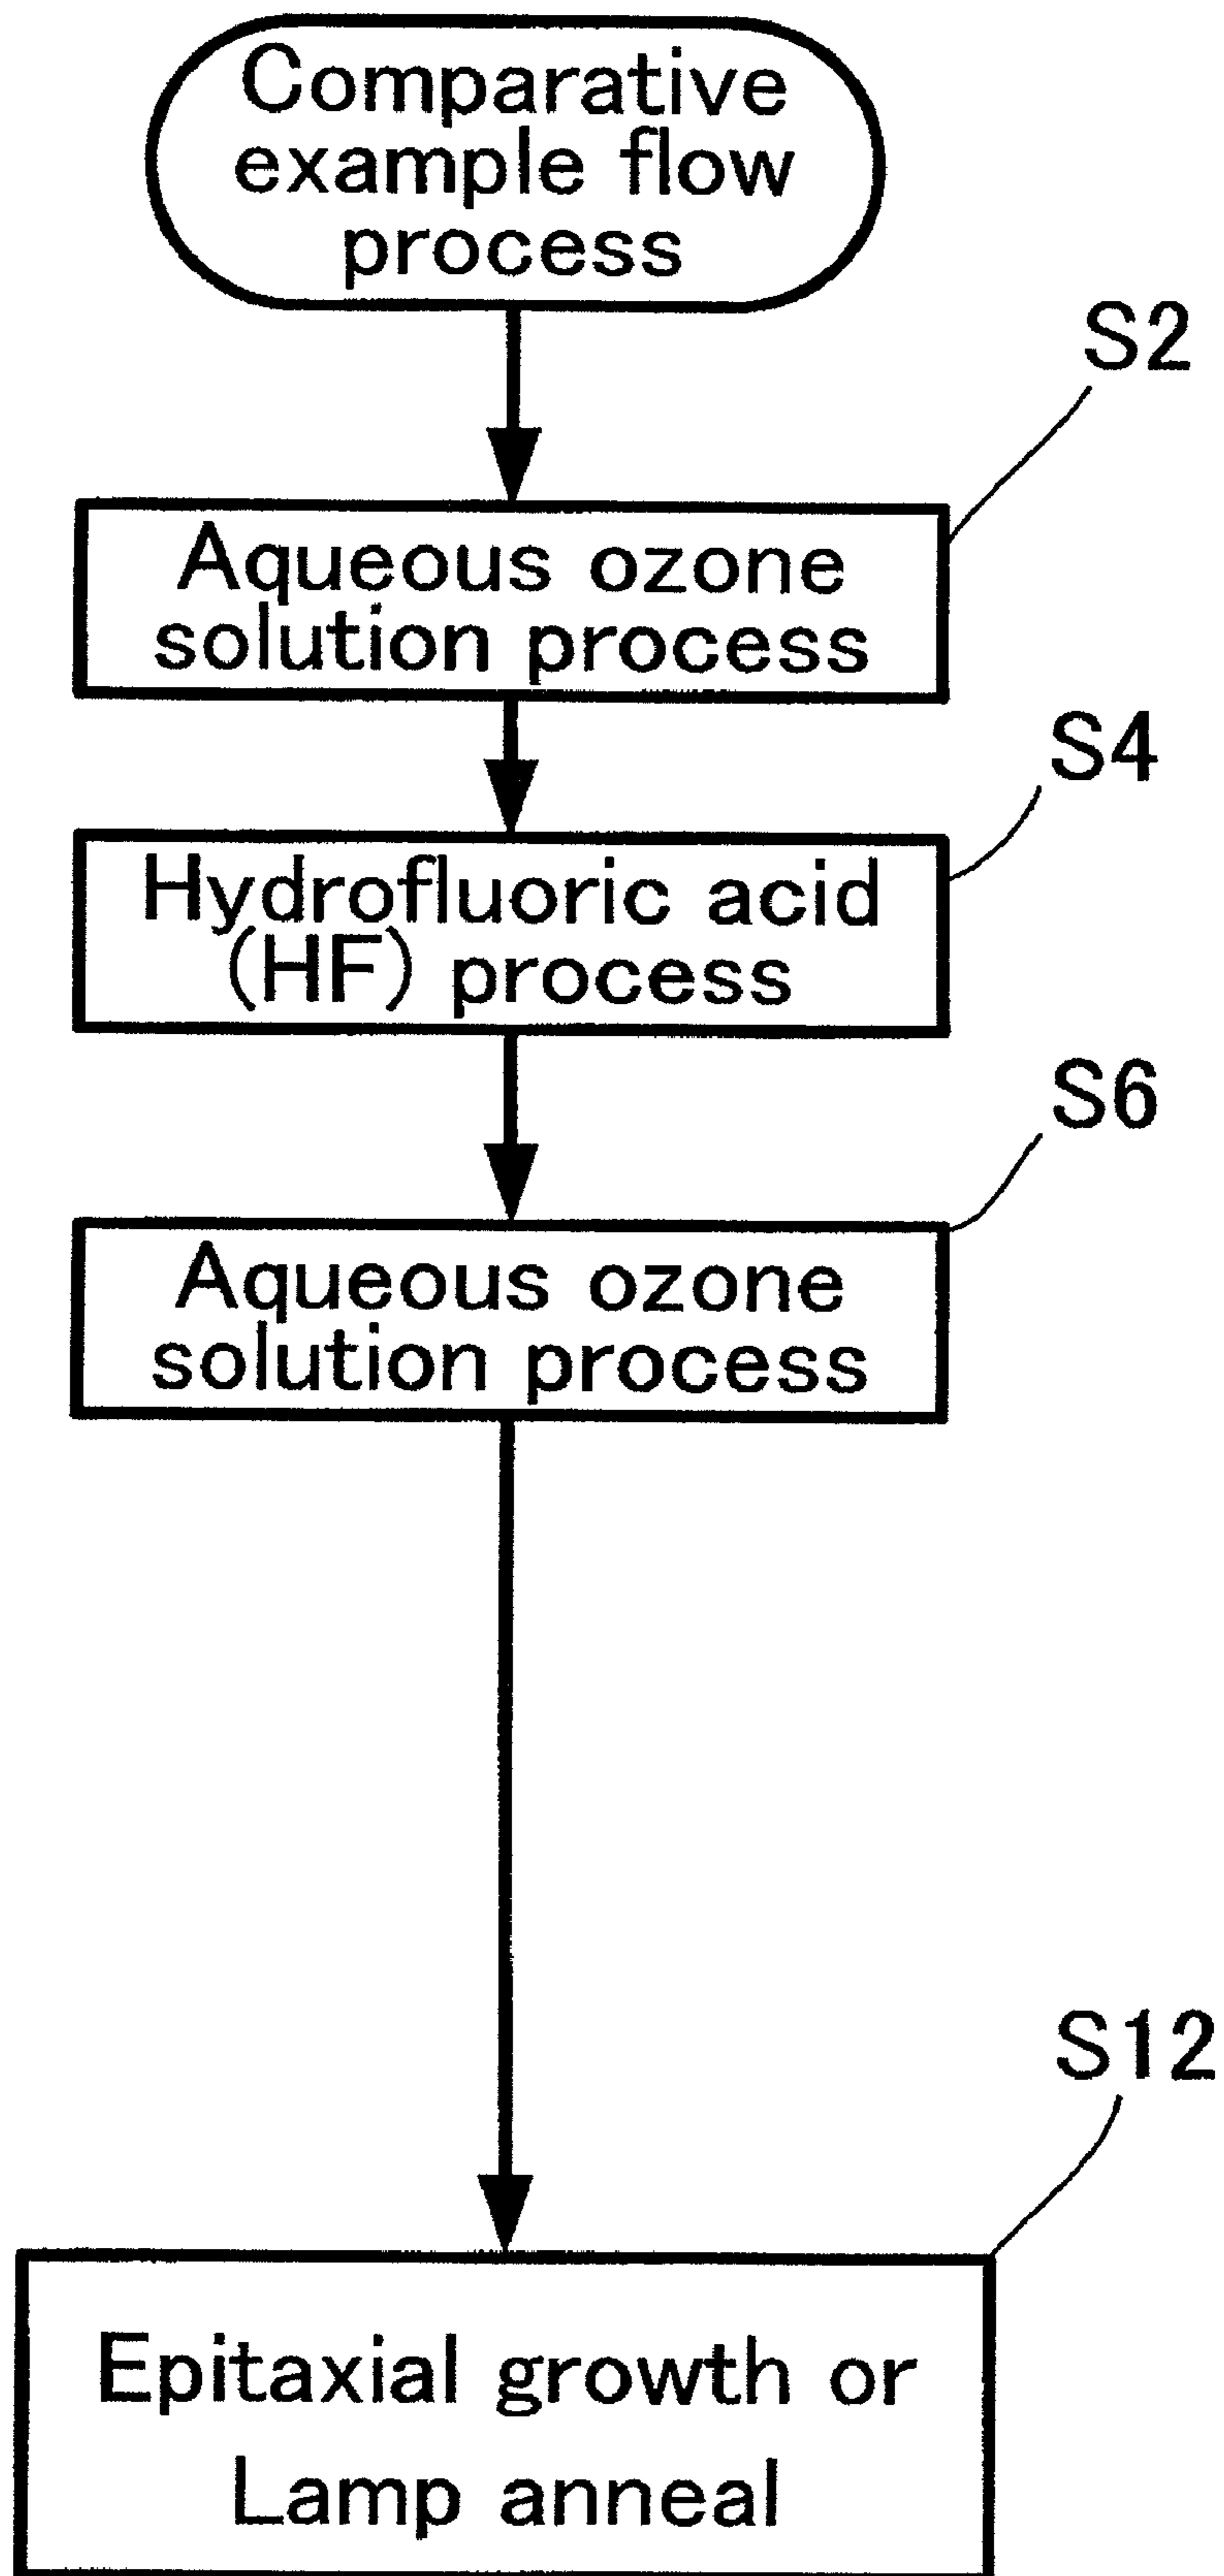 Comparative
example flow
process
S2
Aqueous ozone
solution process
S4
Hydrofluoric acid
(HF) process
S6
Aqueous ozone
solution process
S12
Epitaxial growth or
Lamp anneal